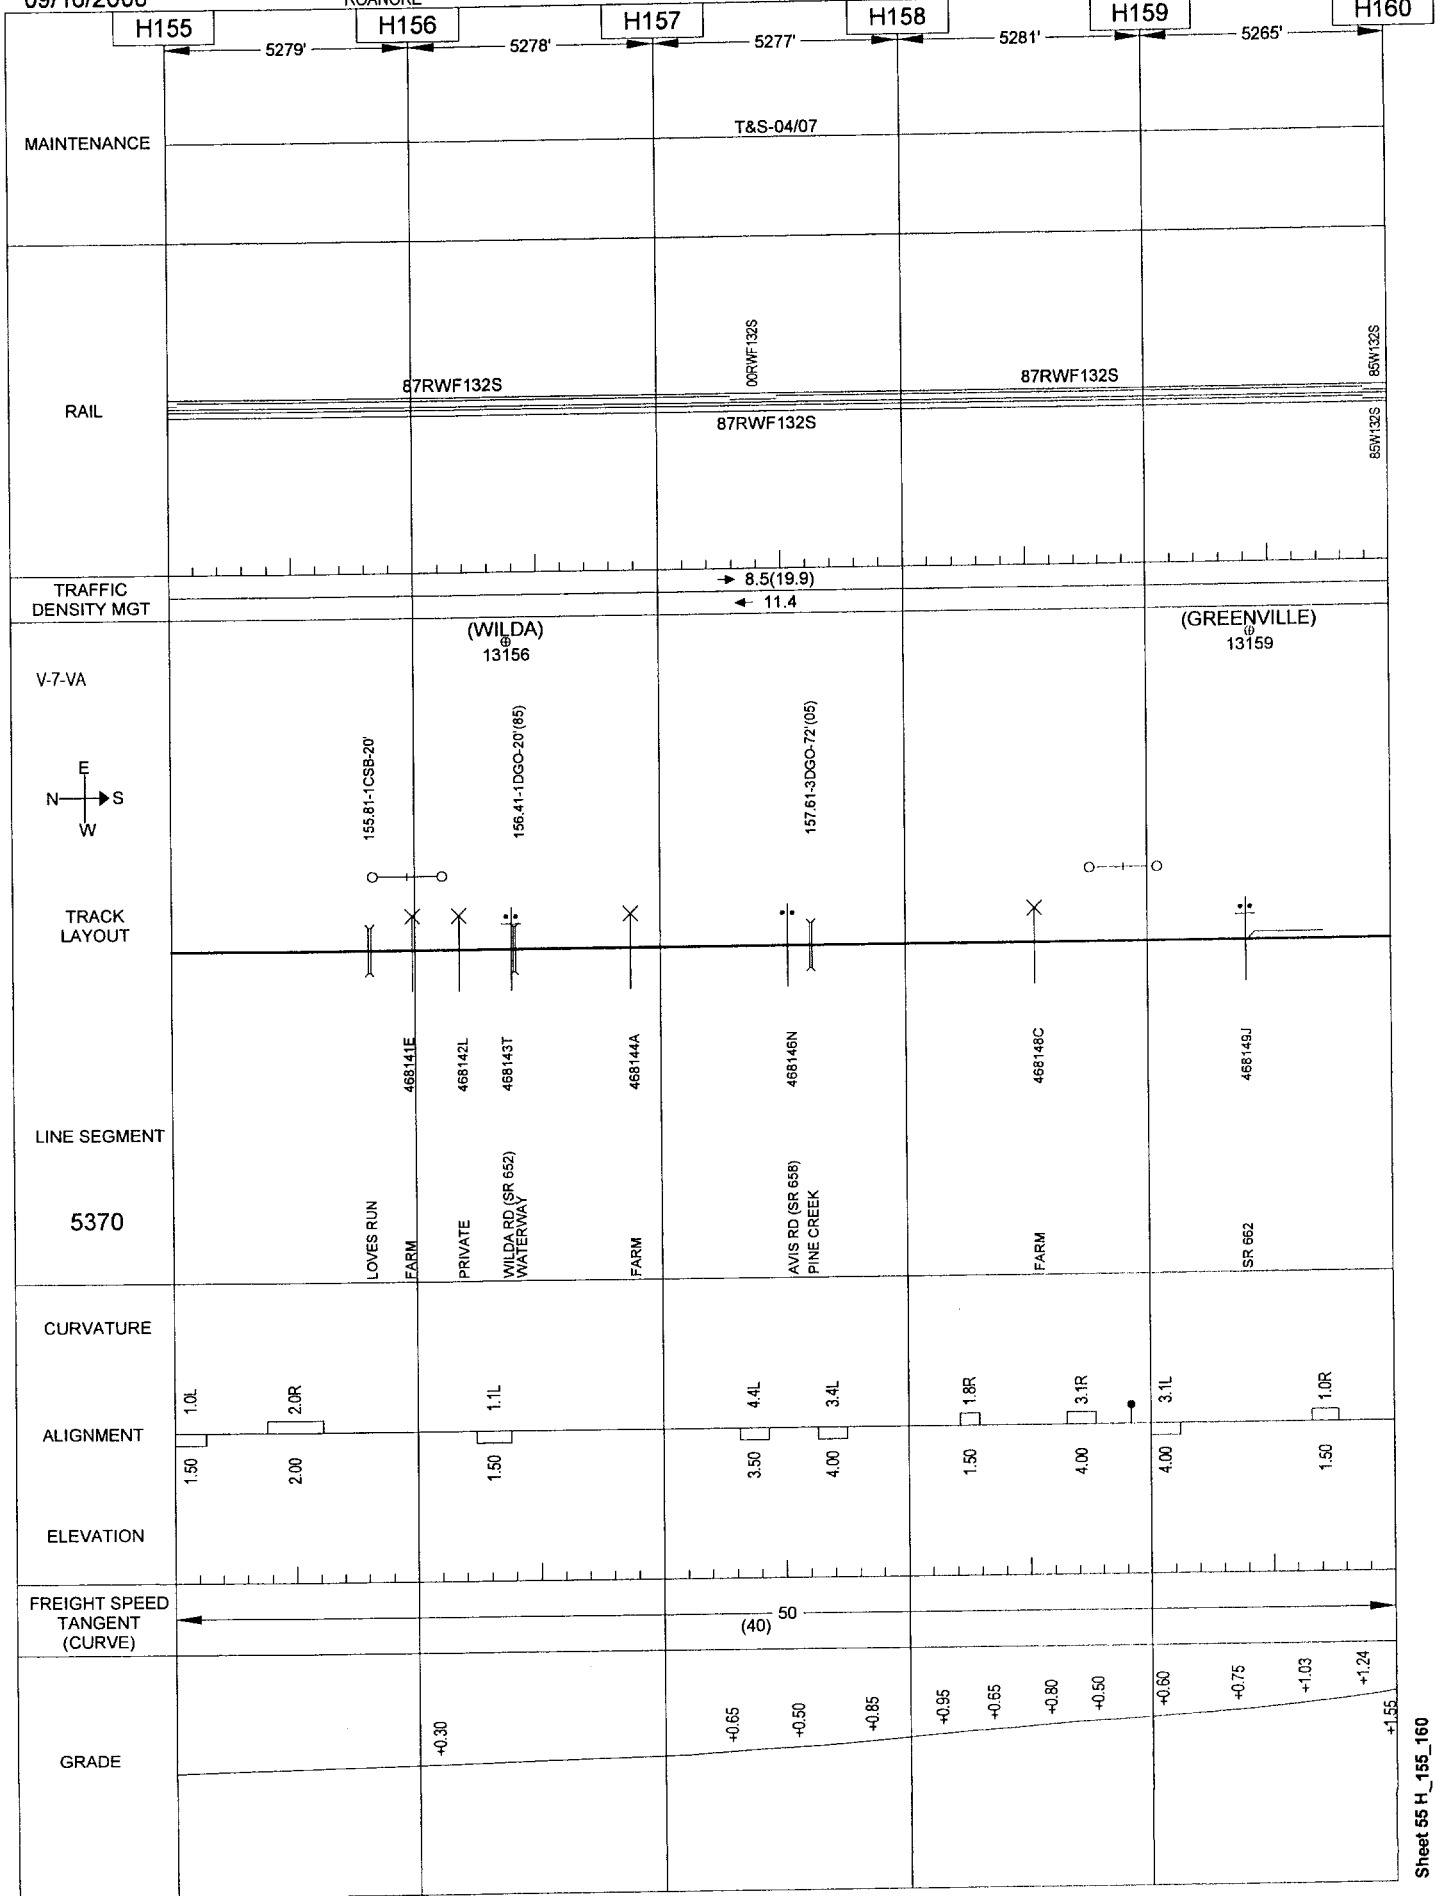 H155
H156
H157
H158
H159
H160
5279'
5278'
5277'
5281'
5265'
MAINTENANCE
T&S-04/07
RAIL
87RWF132S
00RWF132S
87RWF132S
87RWF132S
85W132S
85W132S
TRAFFIC
DENSITY MGT
8.5(19.9)
11.4
V-7-VA
(WILDA)
13156
(GREENVILLE)
13159
E
N
S
W
155.81-1CSB-20'
156.41-1DGO-20'(85)
157.61-3DGO-72'(05)
TRACK
LAYOUT
468141E
468142L
468143T
468144A
468146N
468148C
468149J
LINE SEGMENT
5370
LOVES RUN
FARM
PRIVATE
WILDA RD (SR 652)
WATERWAY
FARM
AVIS RD (SR 658)
PINE CREEK
FARM
SR 662
CURVATURE
1.0L
2.0R
1.1L
4.4L
3.4L
1.8R
3.1R
3.1L
1.0R
ALIGNMENT
1.50
2.00
1.50
3.50
4.00
1.50
4.00
4.00
1.50
ELEVATION
FREIGHT SPEED
TANGENT
(CURVE)
50
(40)
GRADE
+0.30
+0.65
+0.50
+0.85
+0.95
+0.65
+0.80
+0.50
+0.60
+0.75
+1.03
+1.24
+1.55
Sheet 55 H_155_160